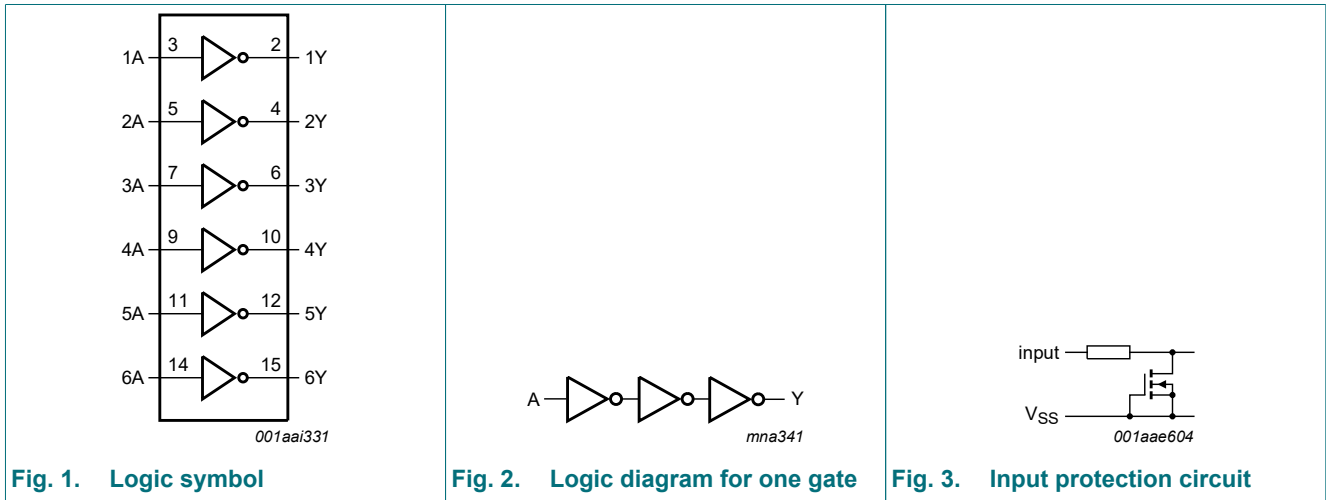 1A 3 2 1Y
2A 5 4 2Y
3A 7 6 3Y
4A 9 10 4Y
5A 11 12 5Y
6A 14 15 6Y
001aai331
Fig. 1. Logic symbol
A Y
mna341
Fig. 2. Logic diagram for one gate
input
VSS
001aae604
Fig. 3. Input protection circuit